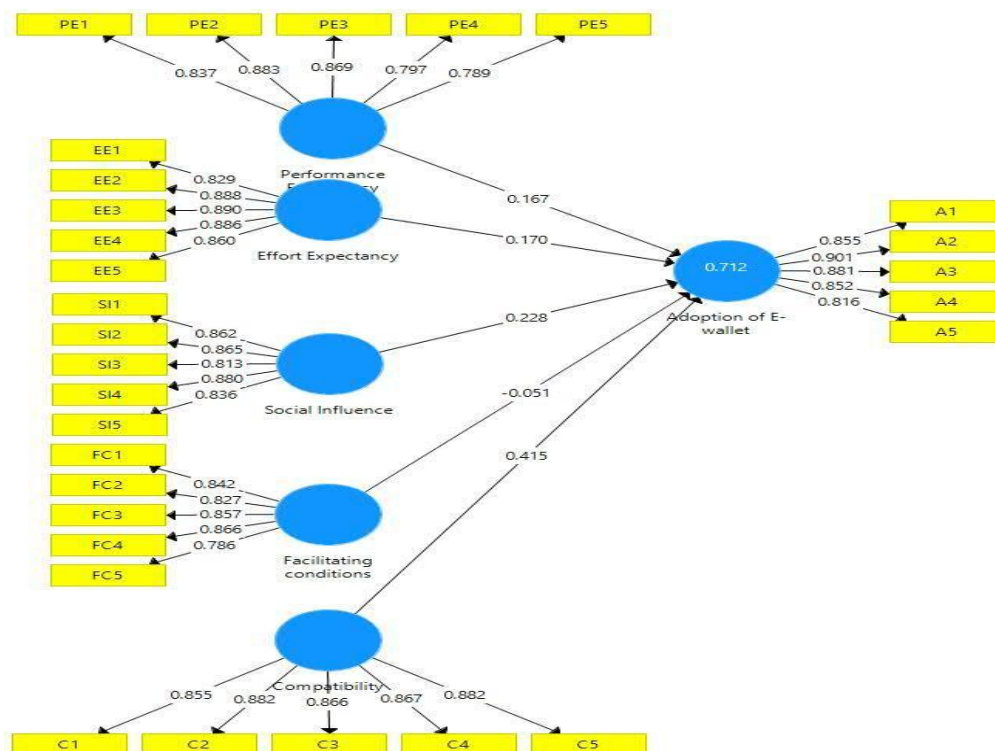 PE1 PE2 PE3 PE4 PE5
0.837 0.883 0.869 0.797 0.789
Performance
EE1
EE2
EE3
EE4
EE5
0.829
0.888
0.890
0.886
0.860
Effort Expectancy
SI1
SI2
SI3
SI4
SI5
0.862
0.865
0.813
0.880
0.836
Social Influence
FC1
FC2
FC3
FC4
FC5
0.842
0.827
0.857
0.866
0.786
Facilitating
conditions
Compatibility
0.855 0.882 0.866 0.867 0.882
C1 C2 C3 C4 C5
0.167
0.170
0.228
-0.051
0.415
0.712
Adoption of E-
wallet
0.855
0.901
0.881
0.852
0.816
A1
A2
A3
A4
A5